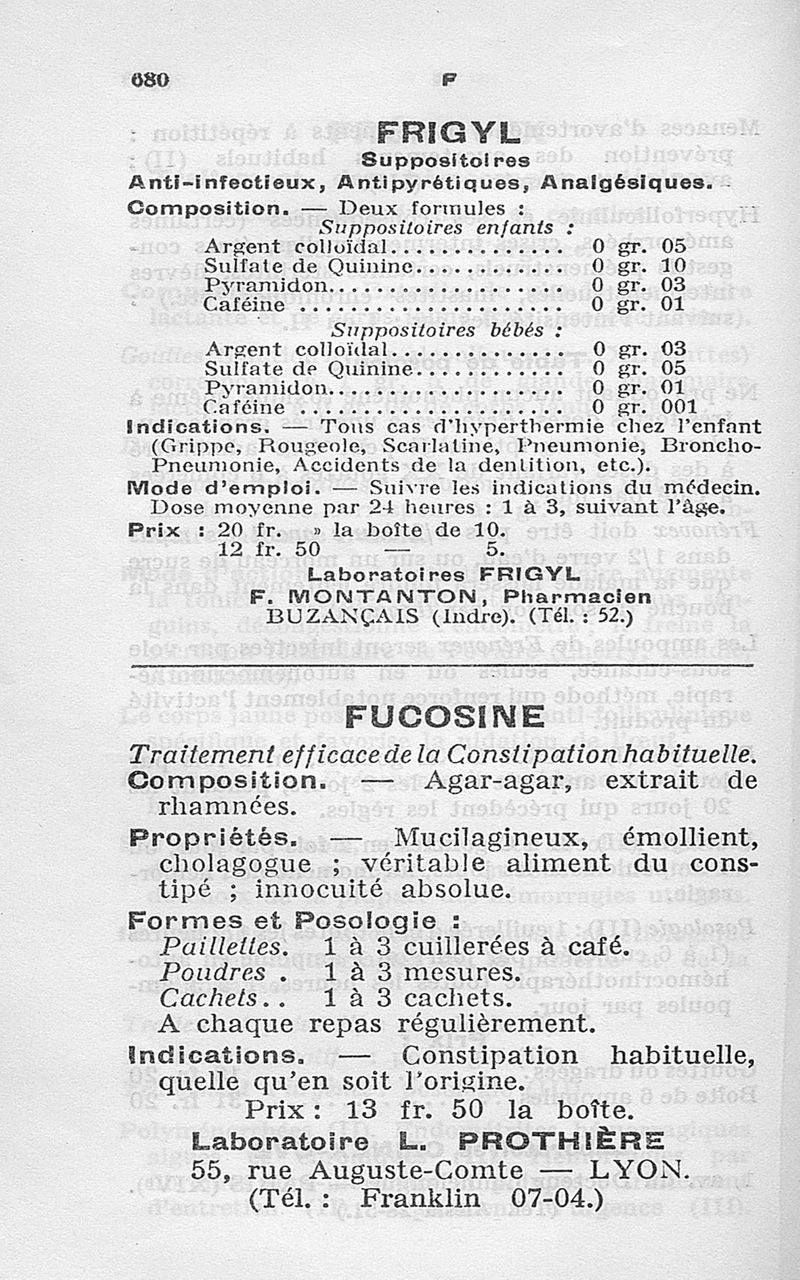 680 F
FRIGYL
Suppositoires
Anti-infectieux, Antipyrétiques, Analgésiques.
Composition. — Deux formules :
Suppositoires enfants :
Argent colloïdal.............. 0 gr. 05
Sulfate de Quinine............ 0 gr. 10
Pyramidon................... 0 gr. 03
Caféine ..................... 0 gr. 01
Suppositoires bébés :
Argent colloïdal.............. 0 gr. 03
Sulfate de Quinine............ 0 gr. 05
Pyramidon................... 0 gr. 01
Caféine ..................... 0 gr. 001
Indications. — Tous cas d'hyperthermie chez l'enfant
(Grippe, Rougeole, Scarlatine, Pneumonie, Broncho-
Pneumonie, Accidents de la dentition, etc.).
Mode d'emploi. — Suivre les indications du médecin.
Dose moyenne par 24 heures : 1 à 3, suivant l'âge.
Prix : 20 fr. » la boîte de 10.
12 fr. 50 — 5.
Laboratoires FRIGYL
F. MONTANTON, Pharmacien
BUZANÇAIS (Indre). (Tél. : 52.)
FUCOSINE
Traitement efficace de la Constipation habituelle.
Composition. — Agar-agar, extrait de
rhamnées.
Propriétés. — Mucilagineux, émollient,
cholagogue ; véritable aliment du cons-
tipé ; innocuité absolue.
Formes et Posologie :
Paillettes. 1 à 3 cuillerées à café.
Poudres . 1 à 3 mesures.
Cachets. . 1 à 3 cachets.
A chaque repas régulièrement.
Indications. — Constipation habituelle,
quelle qu'en soit l'origine.
Prix : 13 fr. 50 la boîte.
Laboratoire L. PROTHIÈRE
55, rue Auguste-Comte — LYON.
(Tél. : Franklin 07-04.)